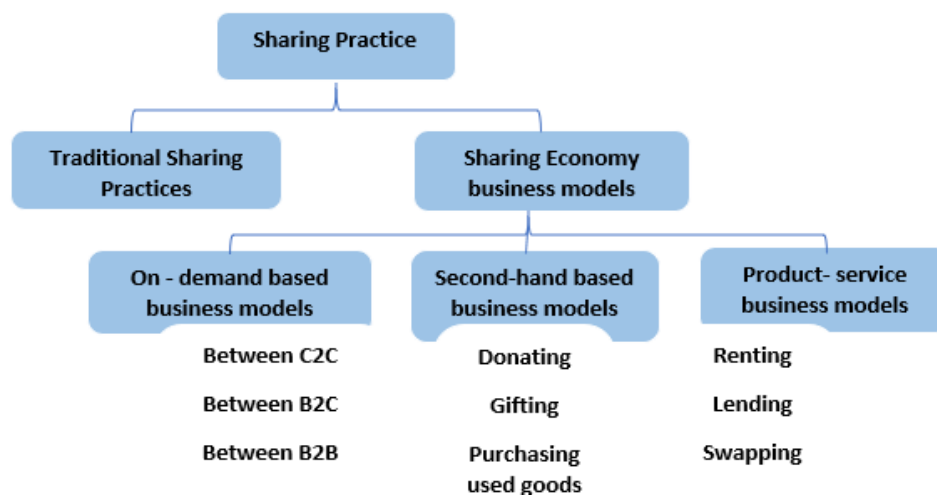 Sharing Practice
Traditional Sharing
Practices
Sharing Economy
business models
On - demand based
business models
Second-hand based
business models
Product- service
business models
Between C2C
Between B2C
Between B2B
Donating
Gifting
Purchasing
used goods
Renting
Lending
Swapping